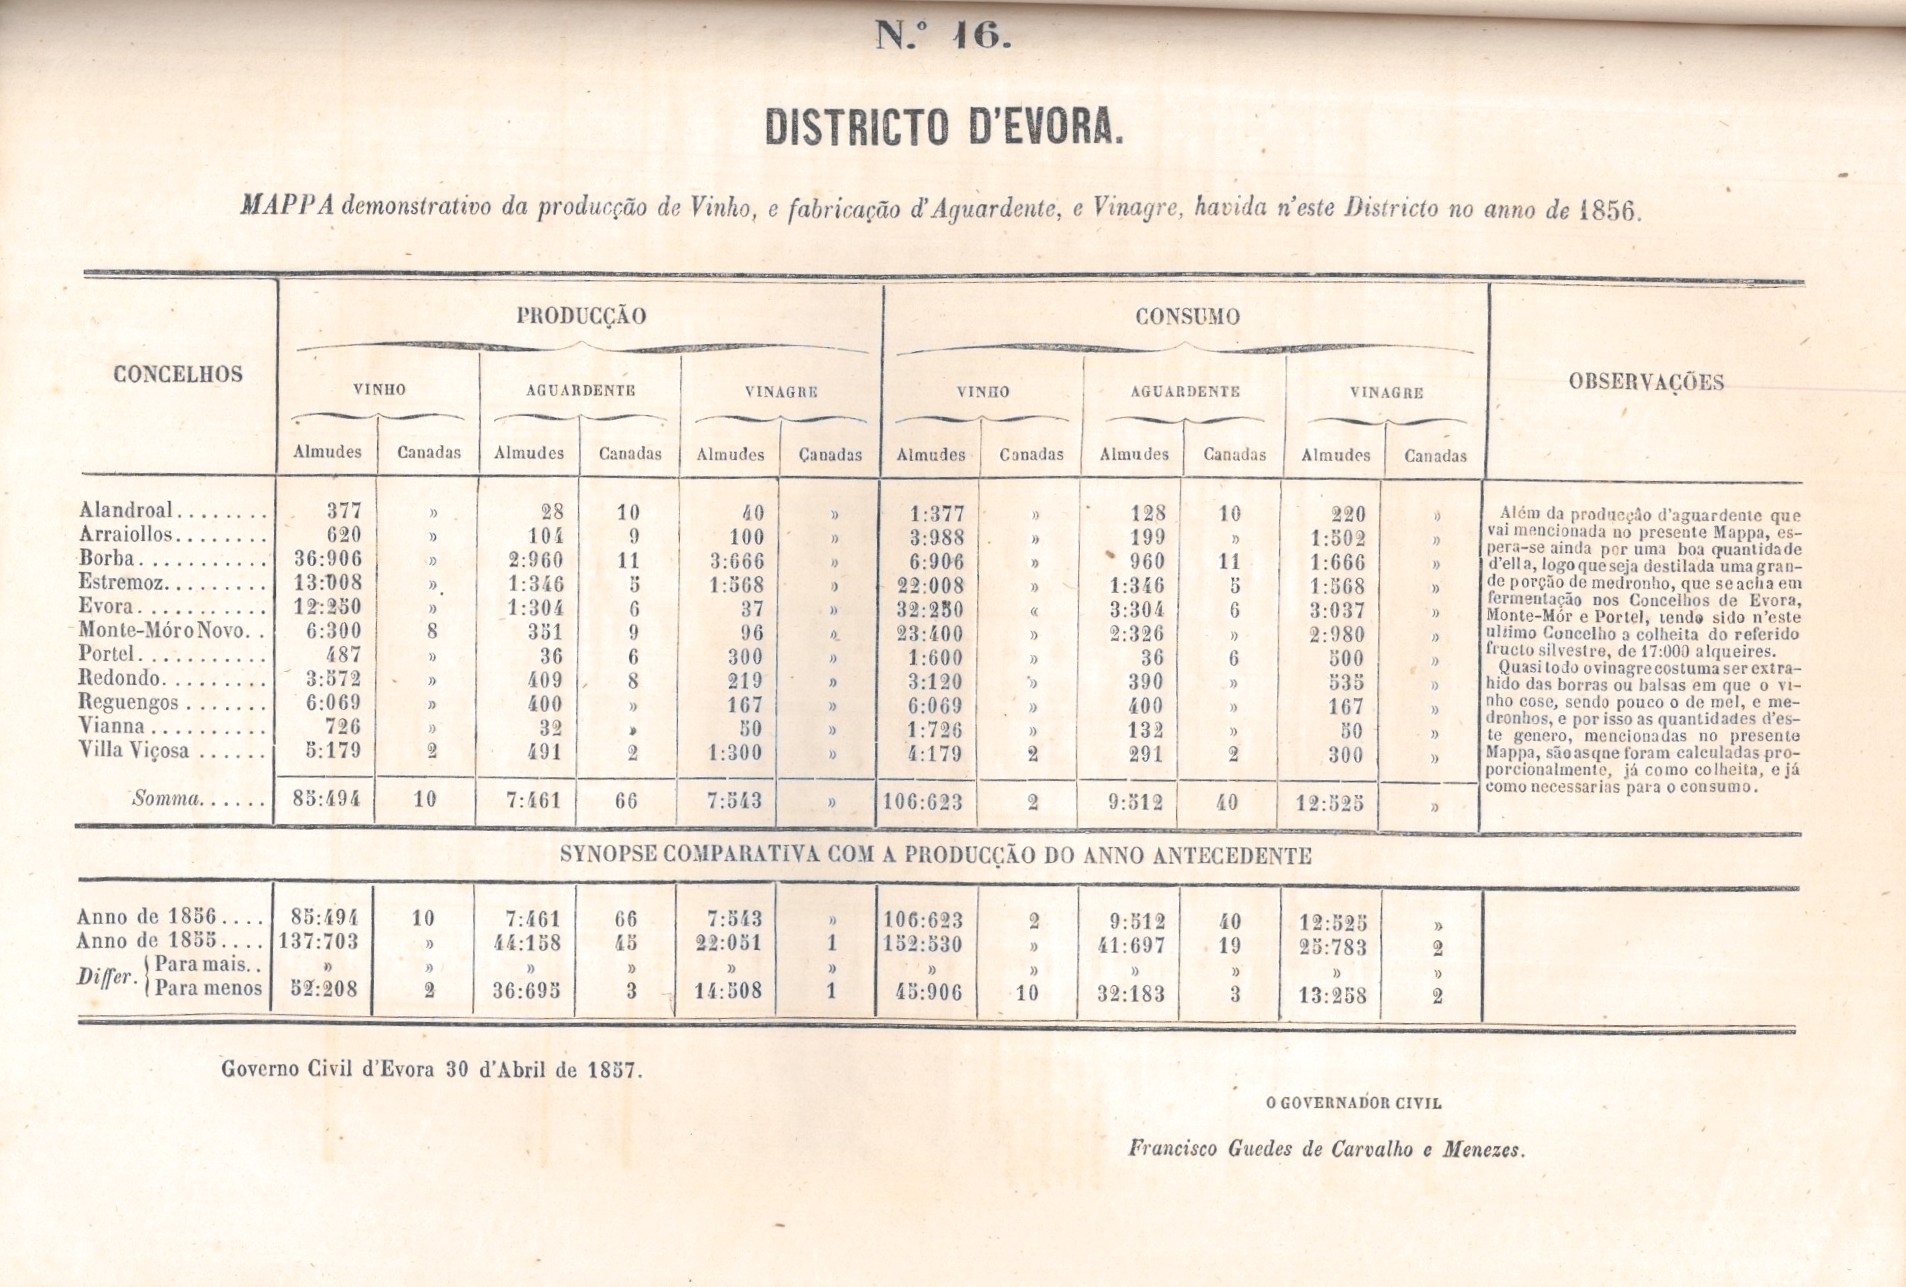 N.º 16.
DISTRICTO D'EVORA.
MAPPA demonstrativo da producção de Vinho, e fabricação d'Aguardente, e Vinagre, havida n'este Districto no anno de 1856.
CONCELHOS PRODUCÇÃO CONSUMO OBSERVAÇÕES
VINHO AGUARDENTE VINAGRE VINHO AGUARDENTE VINAGRE
Almudes Canadas Almudes Canadas Almudes Çanadas Almudes Canadas Almudes Canadas Almudes Canadas
Alandroal........ 377 » 28 10 40 » 1:377 » 128 10 220 »
Arraiollos........ 620 » 104 9 100 » 3:988 » 199 » 1:502 »
Borba........... 36:906 » 2:960 11 3:666 » 6:906 » 960 11 1:666 »
Estremoz......... 13:008 » 1:346 5 1:568 » 22:008 » 1:346 5 1:568 »
Evora........... 12:250 » 1:304 6 37 » 32:250 « 3:304 6 3:037 »
Monte-Móro Novo.. 6:300 8 351 9 96 » 23:400 » 2:326 » 2:980 »
Portel........... 487 » 36 6 300 » 1:600 » 36 6 500 »
Redondo......... 3:572 » 409 8 219 » 3:120 » 390 » 535 »
Reguengos....... 6:069 » 400 » 167 » 6:069 » 400 » 167 »
Vianna.......... 726 » 32 » 50 » 1:726 » 132 » 50 »
Villa Viçosa...... 5:179 2 491 2 1:300 » 4:179 2 291 2 300 »
Somma...... 85:494 10 7:461 66 7:543 » 106:623 2 9:512 40 12:525 »
Além da producção d'aguardente que
vai mencionada no presente Mappa, es-
pera-se ainda por uma boa quantidade
d'ella, logo que seja destilada uma gran-
de porção de medronho, que se acha em
fermentação nos Concelhos de Evora,
Monte-Mór e Portel, tendo sido n'este
ultimo Concelho a colheita do referido
fructo silvestre, de 17:000 alqueires.
Quasi todo o vinagre costuma ser extra-
hido das borras ou balsas em que o vi-
nho cose, sendo pouco o de mel, e me-
dronhos, e por isso as quantidades d'es-
te genero, mencionadas no presente
Mappa, são as que foram calculadas pro-
porcionalmente, já como colheita, e já
como necessarias para o consumo.
SYNOPSE COMPARATIVA COM A PRODUCÇÃO DO ANNO ANTECEDENTE
Anno de 1856.... 85:494 10 7:461 66 7:543 » 106:623 2 9:512 40 12:525 »
Anno de 1855.... 137:703 » 44:158 45 22:051 1 152:530 » 41:697 19 25:783 2
Differ. Para mais.. » » » » » » » » » » » »
Para menos 52:208 2 36:695 3 14:508 1 45:906 10 32:183 3 13:258 2
Governo Civil d'Evora 30 d'Abril de 1857.
O GOVERNADOR CIVIL
Francisco Guedes de Carvalho e Menezes.